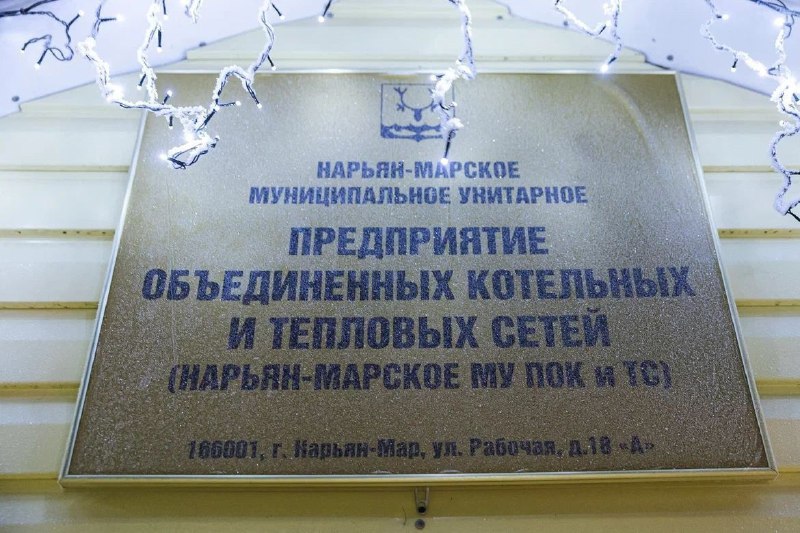 НАРЬЯН-МАРСКОЕ
МУНИЦИПАЛЬНОЕ УНИТАРНОЕ
ПРЕДПРИЯТИЕ
ОБЪЕДИНЕННЫХ КОТЕЛЬНЫХ
И ТЕПЛОВЫХ СЕТЕЙ
(НАРЬЯН-МАРСКОЕ МУ ПОК и ТС)
166001, г. Нарьян-Мар, ул. Рабочая, д.18 «А»